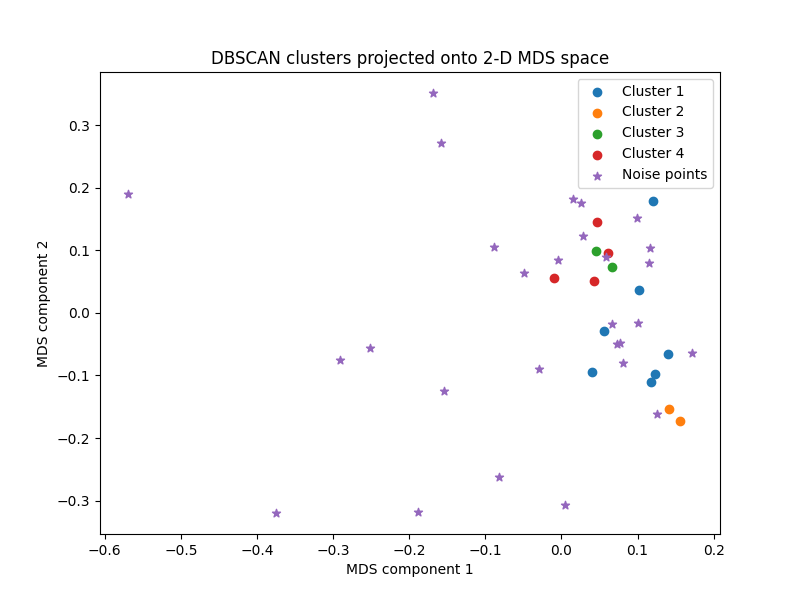 DBSCAN clusters projected onto 2-D MDS space
Cluster 1
Cluster 2
Cluster 3
Cluster 4
Noise points
0.3
0.2
0.1
0.0
−0.1
−0.2
−0.3
MDS component 2
−0.6 −0.5 −0.4 −0.3 −0.2 −0.1 0.0 0.1 0.2
MDS component 1